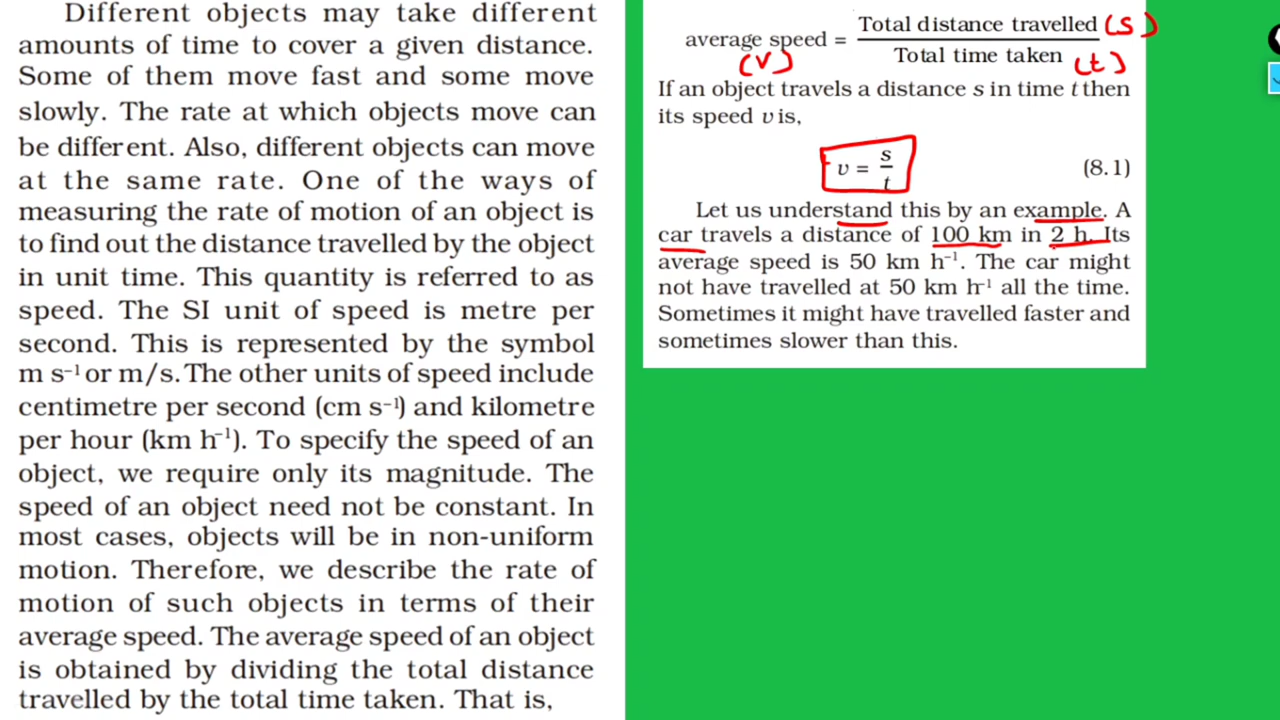 Different objects may take different
amounts of time to cover a given distance.
Some of them move fast and some move
slowly. The rate at which objects move can
be different. Also, different objects can move
at the same rate. One of the ways of
measuring the rate of motion of an object is
to find out the distance travelled by the object
in unit time. This quantity is referred to as
speed. The SI unit of speed is metre per
second. This is represented by the symbol
m s⁻¹ or m/s. The other units of speed include
centimetre per second (cm s⁻¹) and kilometre
per hour (km h⁻¹). To specify the speed of an
object, we require only its magnitude. The
speed of an object need not be constant. In
most cases, objects will be in non-uniform
motion. Therefore, we describe the rate of
motion of such objects in terms of their
average speed. The average speed of an object
is obtained by dividing the total distance
travelled by the total time taken. That is,
average speed = Total distance travelled (s)
Total time taken (t)
(v)
If an object travels a distance s in time t then
its speed v is,
v = s/t (8.1)
Let us understand this by an example. A
car travels a distance of 100 km in 2 h. Its
average speed is 50 km h⁻¹. The car might
not have travelled at 50 km h⁻¹ all the time.
Sometimes it might have travelled faster and
sometimes slower than this.